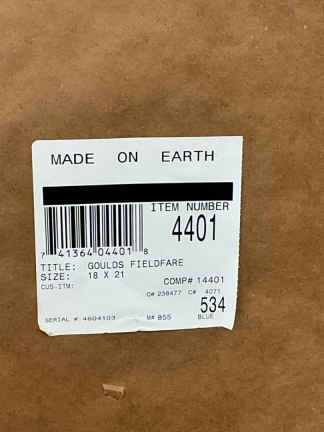 MADE ON EARTH
ITEM NUMBER
4401
7 41364 04401 8
TITLE: GOULDS FIELDFARE
SIZE: 18 X 21
CUS-ITM:
COMP# 14401
C# 238477 C# 4071
534
SERIAL #: 4604103 M# 855 BLUE